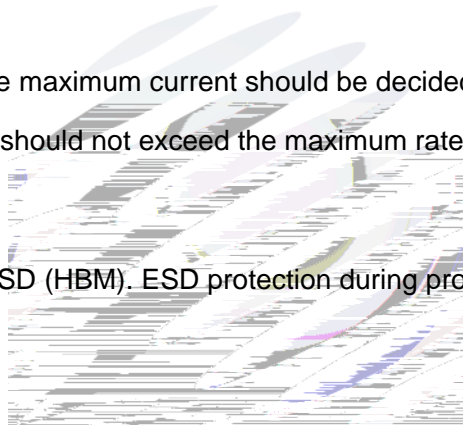 e maximum current should be decided
should not exceed the maximum rate
SD (HBM). ESD protection during pro